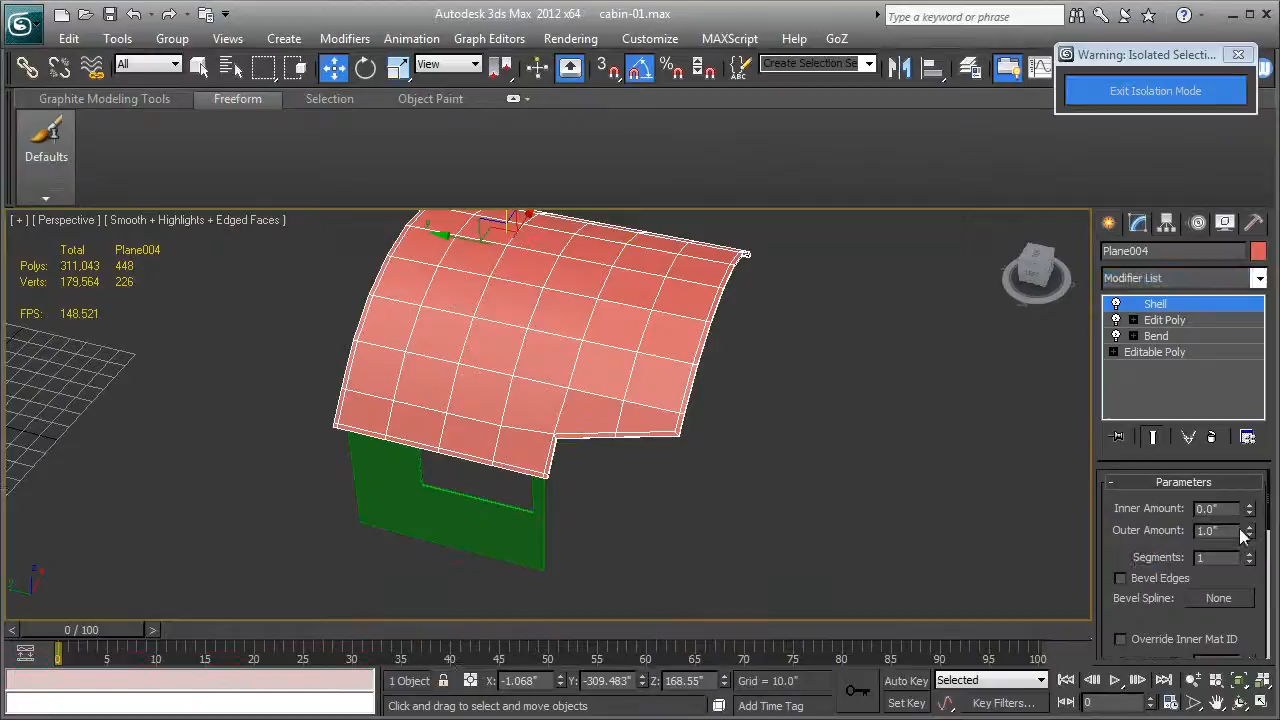 Autodesk 3ds Max 2012 x64 cabin-01.max
Type a keyword or phrase
Edit Tools Group Views Create Modifiers Animation Graph Editors Rendering Customize MAXScript Help GoZ
Warning: Isolated Selecti...
Exit Isolation Mode
All
View
Create Selection Se
Graphite Modeling Tools Freeform Selection Object Paint
Defaults
[ + ] [ Perspective ] [ Smooth + Highlights + Edged Faces ]
Total Plane004
Polys: 311,043 448
Verts: 179,564 226
FPS: 148.521
Plane004
Modifier List
Shell
Edit Poly
Bend
Editable Poly
Parameters
Inner Amount: 0.0"
Outer Amount: 1.0"
Segments: 1
Bevel Edges
Bevel Spline: None
Override Inner Mat ID
0 / 100
0 5 10 15 20 25 30 35 40 45 50 55 60 65 70 75 80 85 90 95 100
1 Object X: -1.068" Y: -309.483" Z: 168.55" Grid = 10.0" Auto Key Selected
Click and drag to select and move objects Add Time Tag Set Key Key Filters... 0